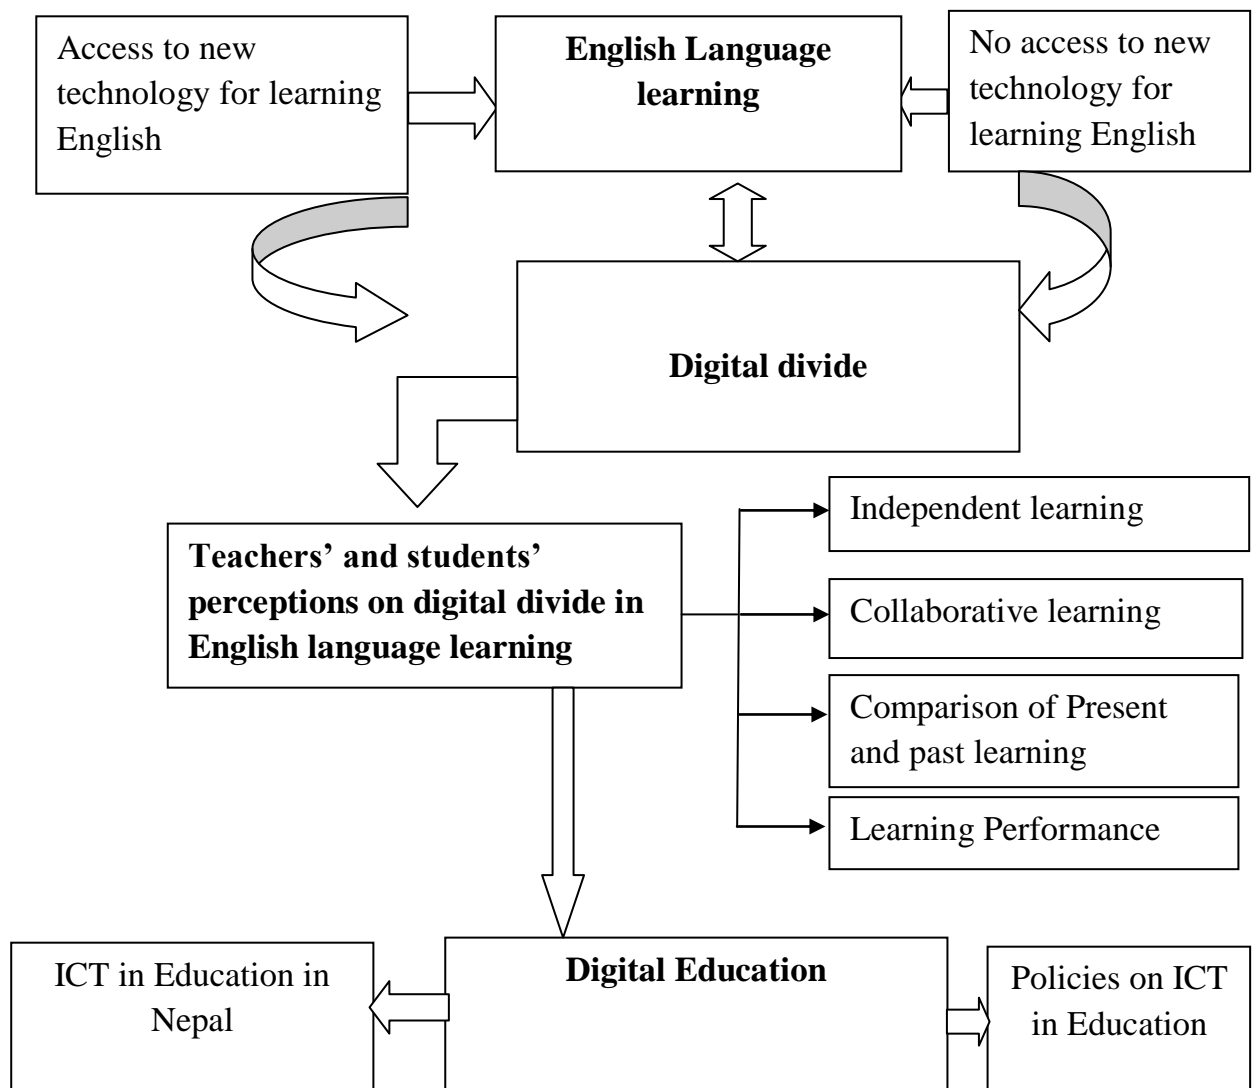 Access to new
technology for learning
English
English Language
learning
No access to new
technology for
learning English
Digital divide
Teachers’ and students’
perceptions on digital divide in
English language learning
Independent learning
Collaborative learning
Comparison of Present
and past learning
Learning Performance
ICT in Education in
Nepal
Digital Education
Policies on ICT
in Education